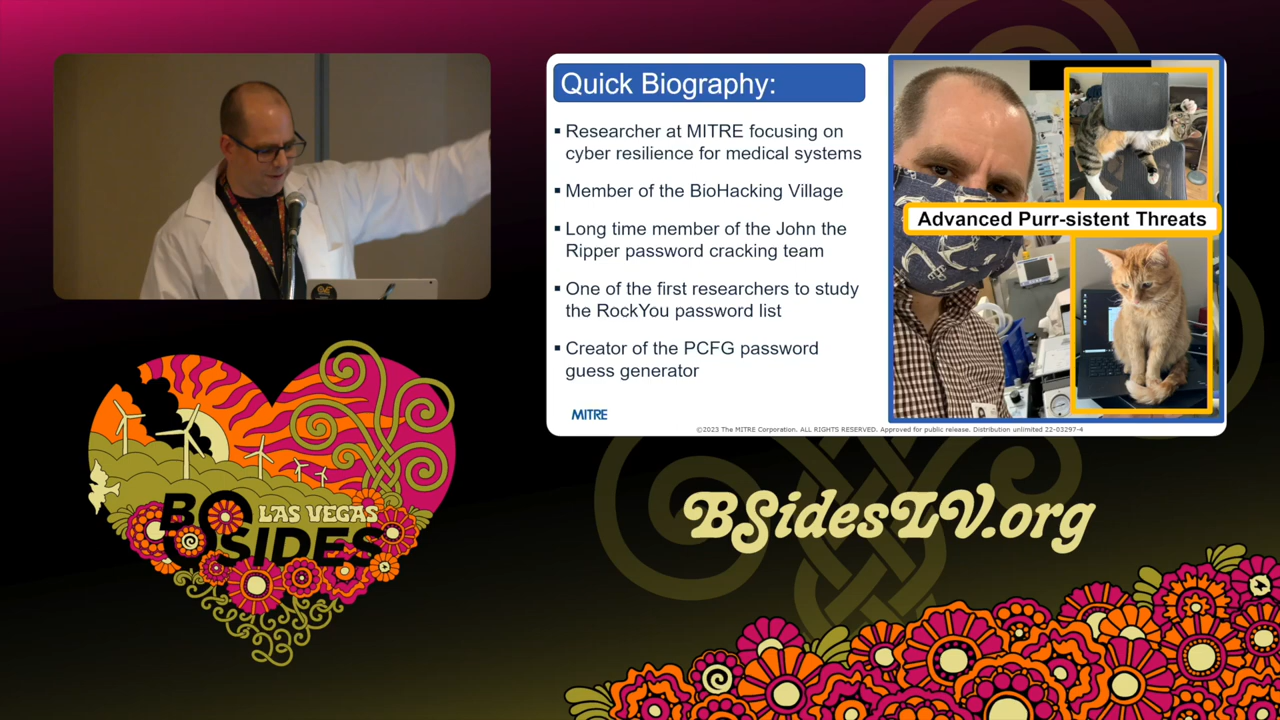 Quick Biography:
▪ Researcher at MITRE focusing on
cyber resilience for medical systems
▪ Member of the BioHacking Village
▪ Long time member of the John the
Ripper password cracking team
▪ One of the first researchers to study
the RockYou password list
▪ Creator of the PCFG password
guess generator
MITRE
©2023 The MITRE Corporation. ALL RIGHTS RESERVED. Approved for public release. Distribution unlimited 22-03297-4
Advanced Purr-sistent Threats
LAS VEGAS
BSIDES
23
BSidesLV.org